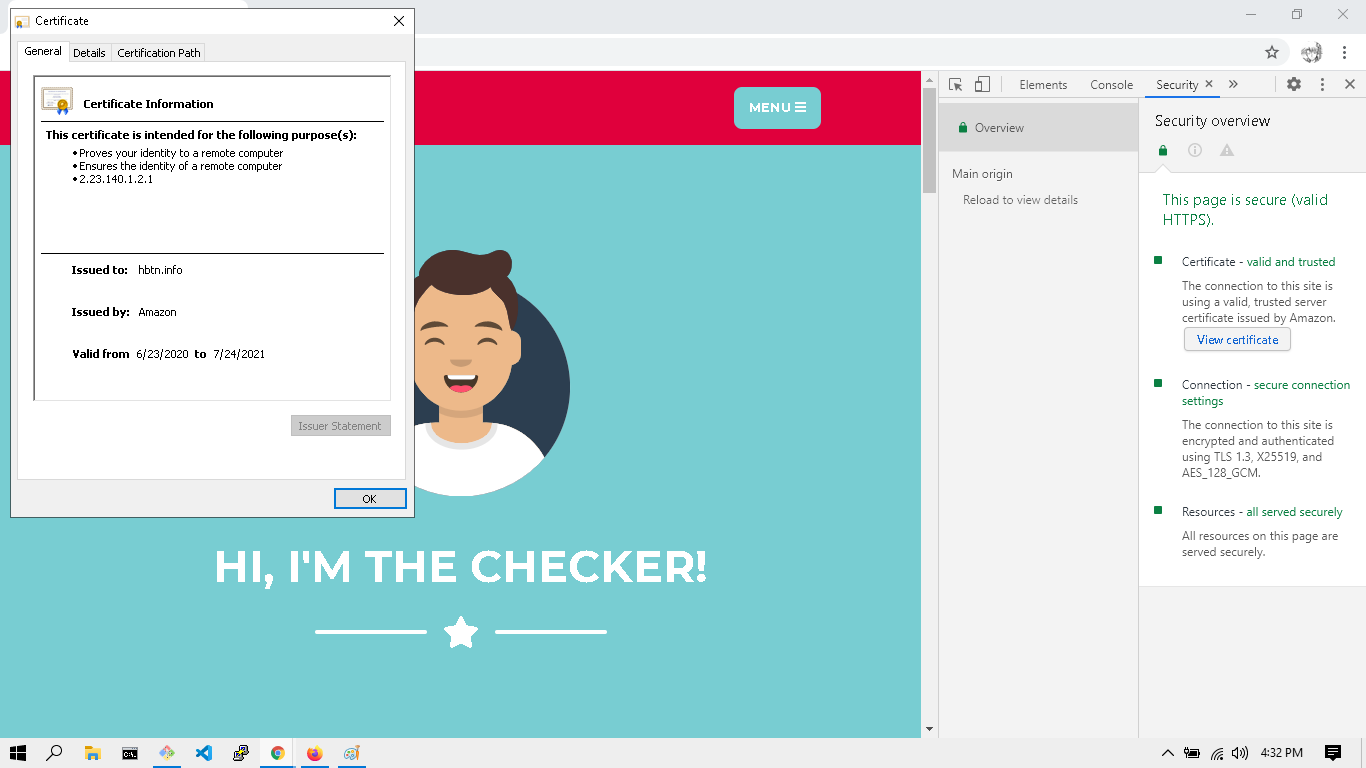 Certificate
General
Details
Certification Path
Certificate Information
This certificate is intended for the following purpose(s):
•Proves your identity to a remote computer
•Ensures the identity of a remote computer
•2.23.140.1.2.1
Issued to: hbtn.info
Issued by: Amazon
Valid from 6/23/2020 to 7/24/2021
Issuer Statement
OK
MENU
HI, I'M THE CHECKER!
Elements
Console
Security
Overview
Main origin
Reload to view details
Security overview
This page is secure (valid
HTTPS).
Certificate - valid and trusted
The connection to this site is
using a valid, trusted server
certificate issued by Amazon.
View certificate
Connection - secure connection
settings
The connection to this site is
encrypted and authenticated
using TLS 1.3, X25519, and
AES_128_GCM.
Resources - all served securely
All resources on this page are
served securely.
4:32 PM